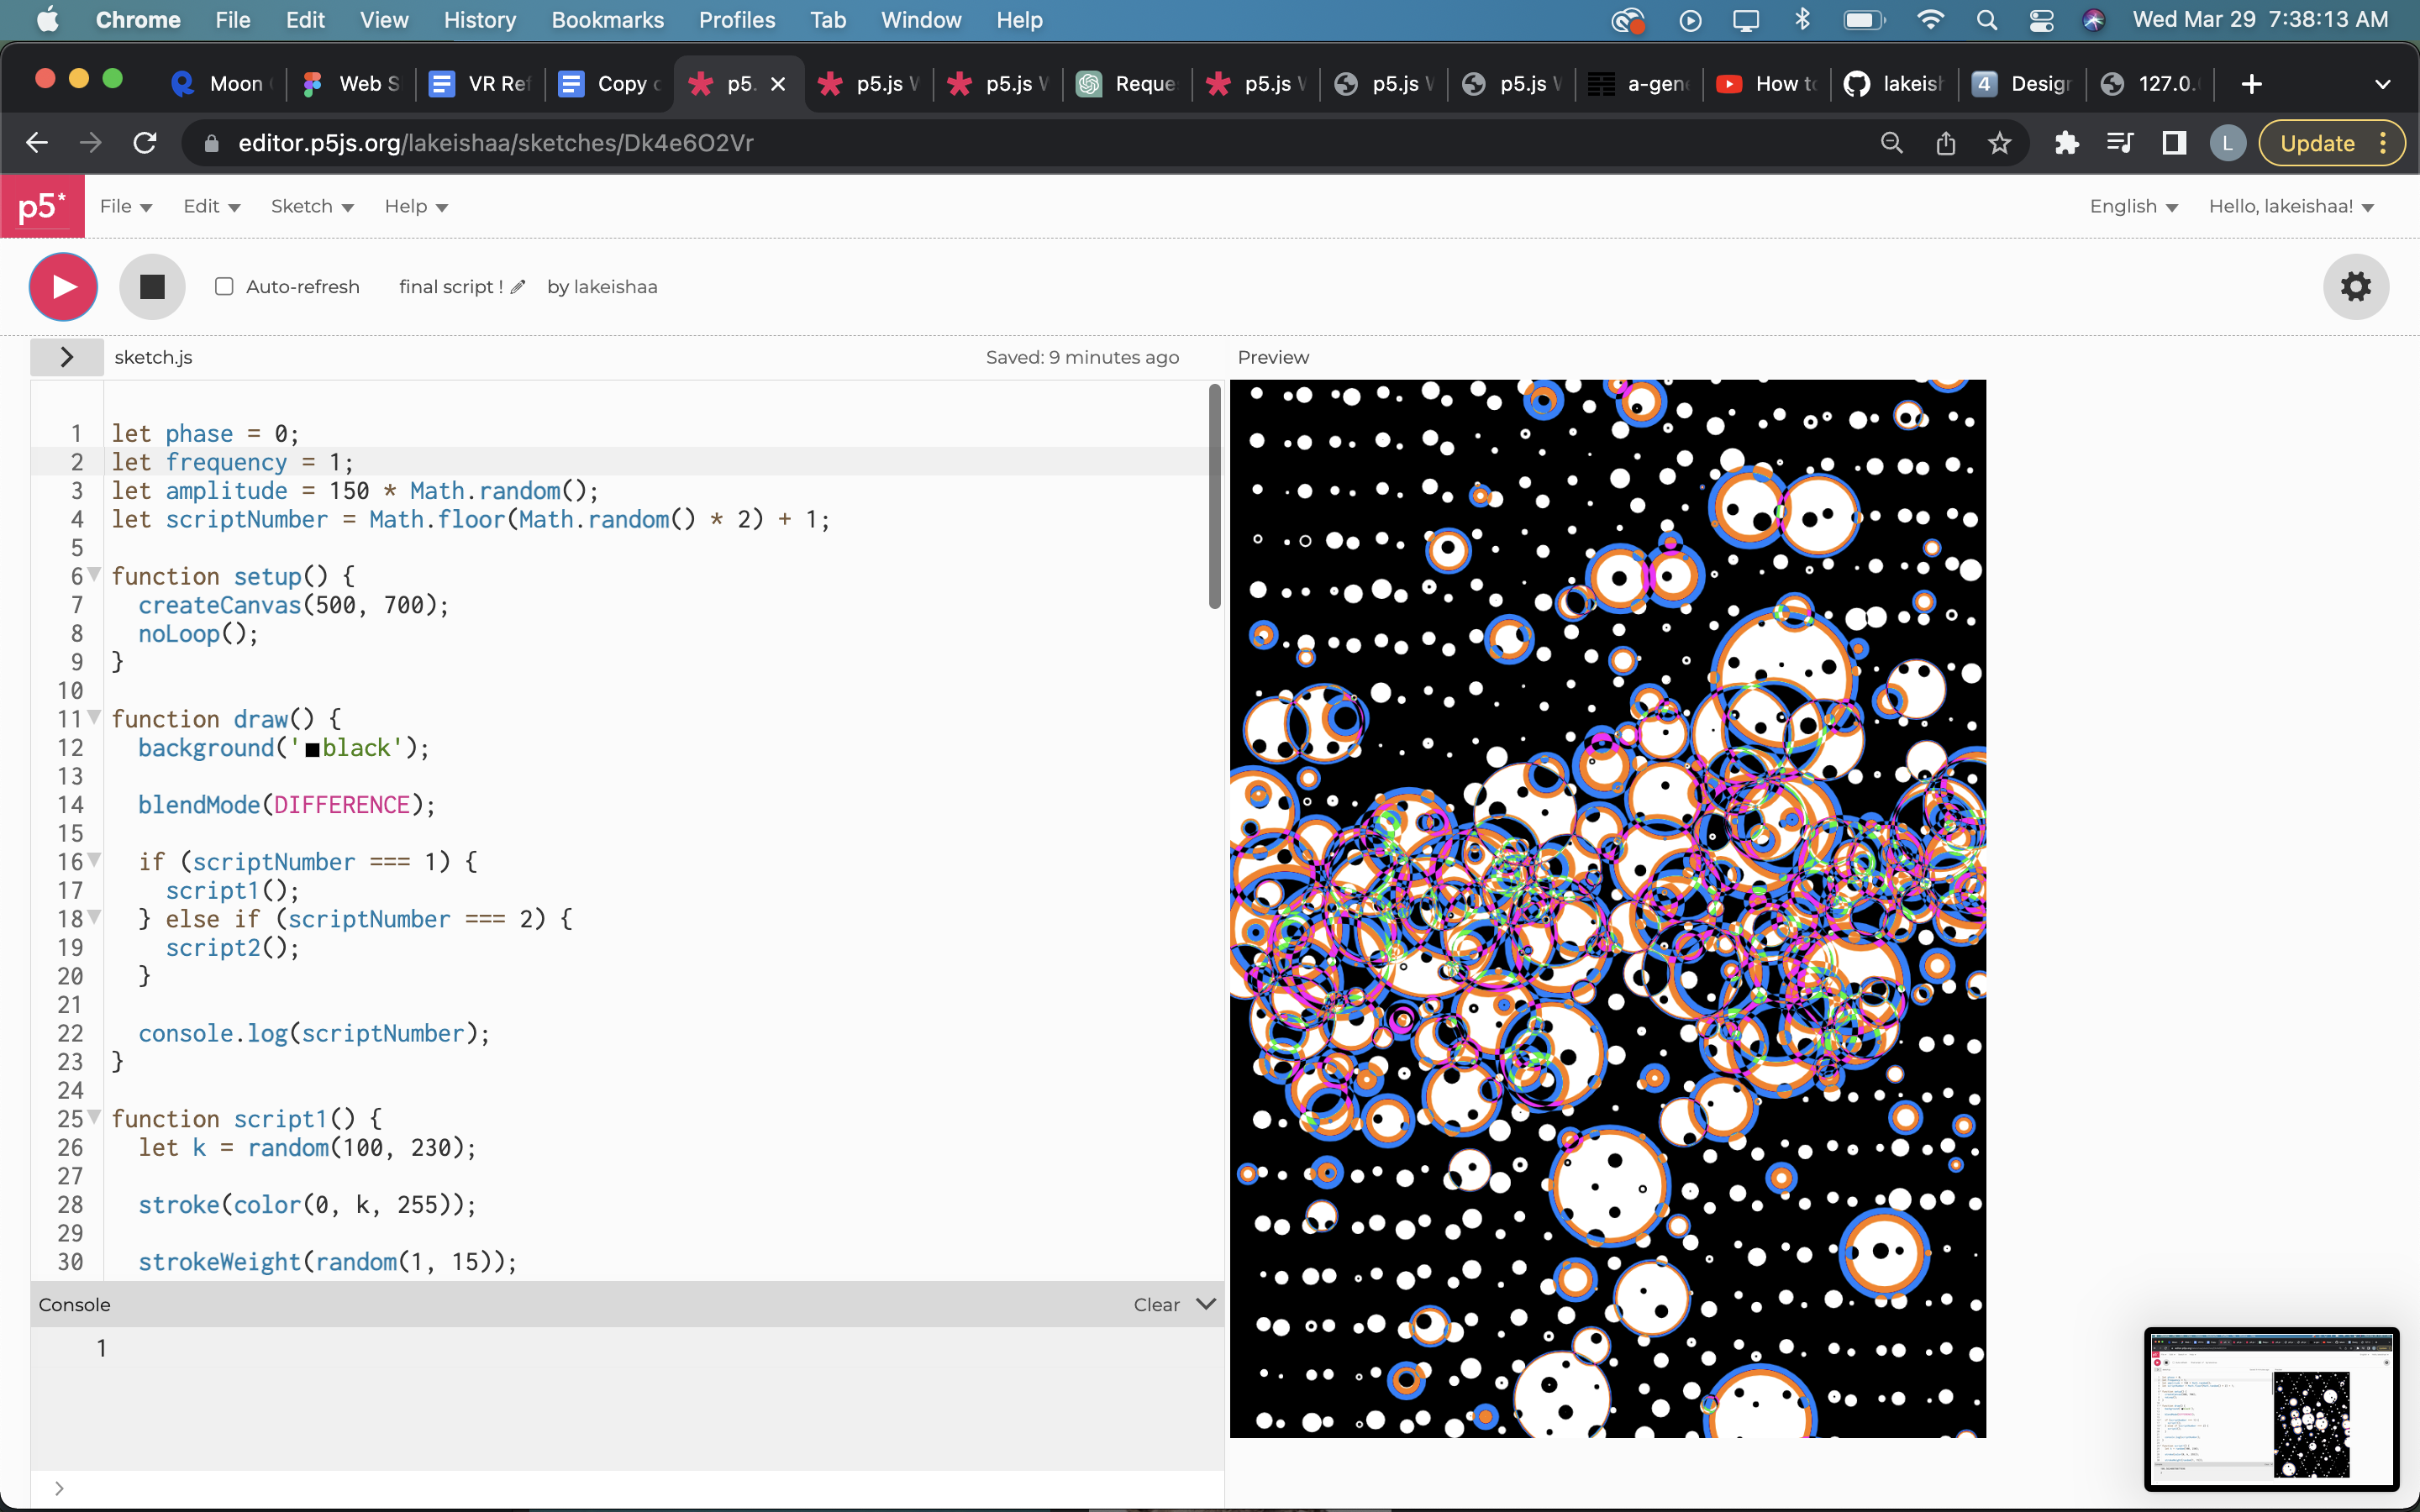 Chrome File Edit View History Bookmarks Profiles Tab Window Help Wed Mar 29 7:38:13 AM
Moon Web S VR Ref Copy p5. p5.js W p5.js W Reque p5.js W p5.js W p5.js W a-gen How to lakeish Design 127.0.
editor.p5js.org/lakeishaa/sketches/Dk4e6O2Vr L Update
p5* File Edit Sketch Help English Hello, lakeishaa!
Auto-refresh final script ! by lakeishaa
sketch.js Saved: 9 minutes ago Preview
1 let phase = 0;
2 let frequency = 1;
3 let amplitude = 150 * Math.random();
4 let scriptNumber = Math.floor(Math.random() * 2) + 1;
5
6 function setup() {
7 createCanvas(500, 700);
8 noLoop();
9 }
10
11 function draw() {
12 background('black');
13
14 blendMode(DIFFERENCE);
15
16 if (scriptNumber === 1) {
17 script1();
18 } else if (scriptNumber === 2) {
19 script2();
20 }
21
22 console.log(scriptNumber);
23 }
24
25 function script1() {
26 let k = random(100, 230);
27
28 stroke(color(0, k, 255));
29
30 strokeWeight(random(1, 15));
Console Clear
1